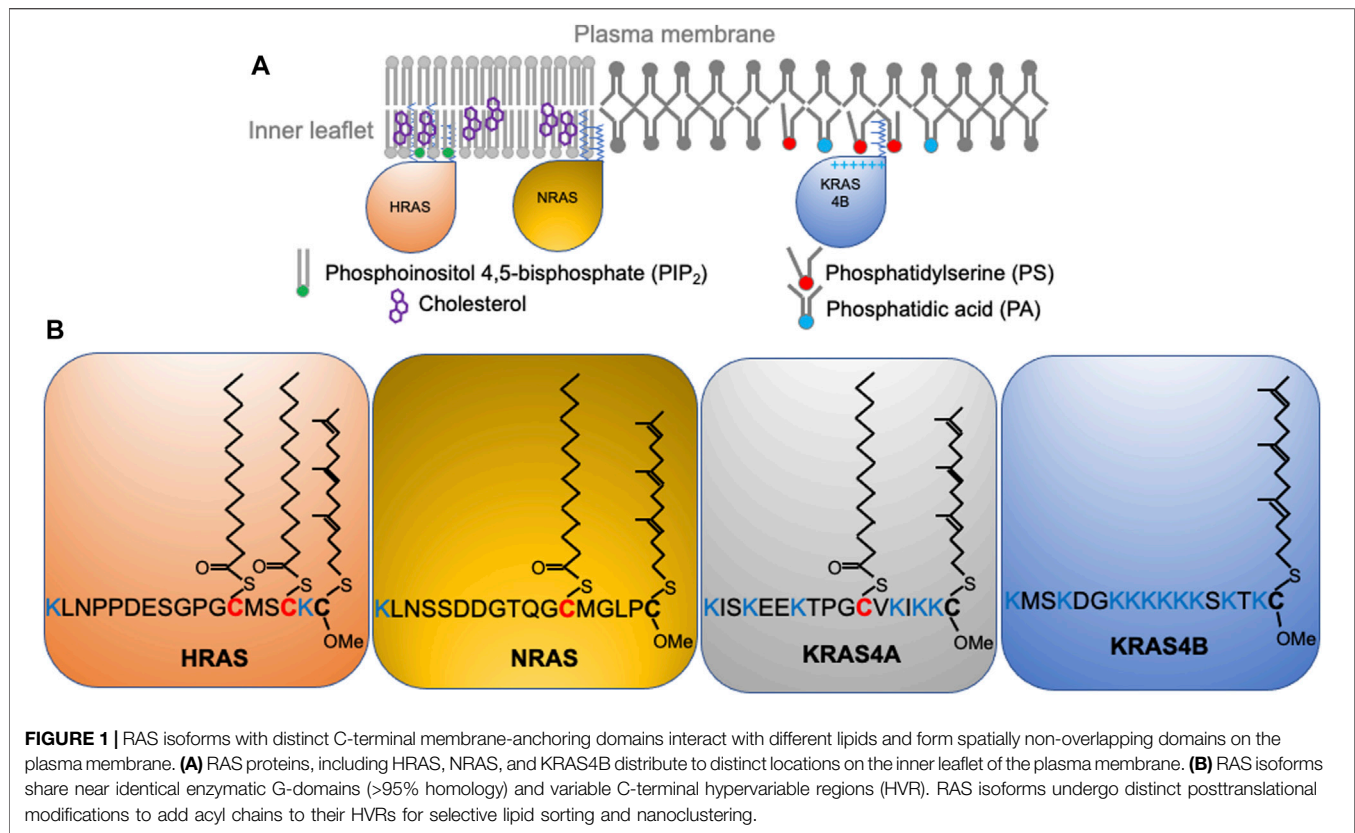 Plasma membrane
A
Inner leaflet
HRAS
NRAS
++++++
KRAS
4B
Phosphoinositol 4,5-bisphosphate (PIP₂)
Cholesterol
Phosphatidylserine (PS)
Phosphatidic acid (PA)
B
O S O S S
KLNPPDESGPGCMSCKC
OMe
HRAS
O S S
KLNSSDDGTQGCMGLPC
OMe
NRAS
O S S
KISKEEKTPGCVKIKKC
OMe
KRAS4A
S
KMSKDGKKKKKKSKTKC
OMe
KRAS4B
FIGURE 1 | RAS isoforms with distinct C-terminal membrane-anchoring domains interact with different lipids and form spatially non-overlapping domains on the
plasma membrane. (A) RAS proteins, including HRAS, NRAS, and KRAS4B distribute to distinct locations on the inner leaflet of the plasma membrane. (B) RAS isoforms
share near identical enzymatic G-domains (>95% homology) and variable C-terminal hypervariable regions (HVR). RAS isoforms undergo distinct posttranslational
modifications to add acyl chains to their HVRs for selective lipid sorting and nanoclustering.